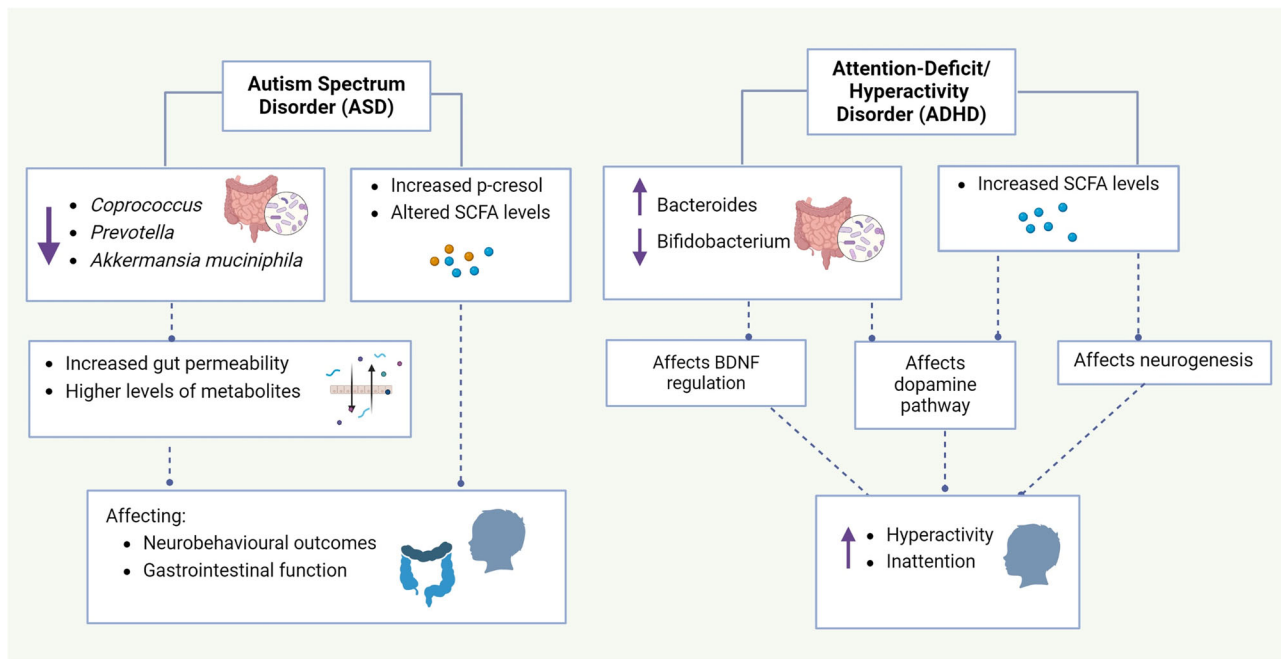 Autism Spectrum
Disorder (ASD)
Coprococcus
Prevotella
Akkermansia muciniphila
Increased p-cresol
Altered SCFA levels
Increased gut permeability
Higher levels of metabolites
Affecting:
Neurobehavioural outcomes
Gastrointestinal function
Attention-Deficit/
Hyperactivity
Disorder (ADHD)
Bacteroides
Bifidobacterium
Increased SCFA levels
Affects BDNF
regulation
Affects
dopamine
pathway
Affects neurogenesis
Hyperactivity
Inattention